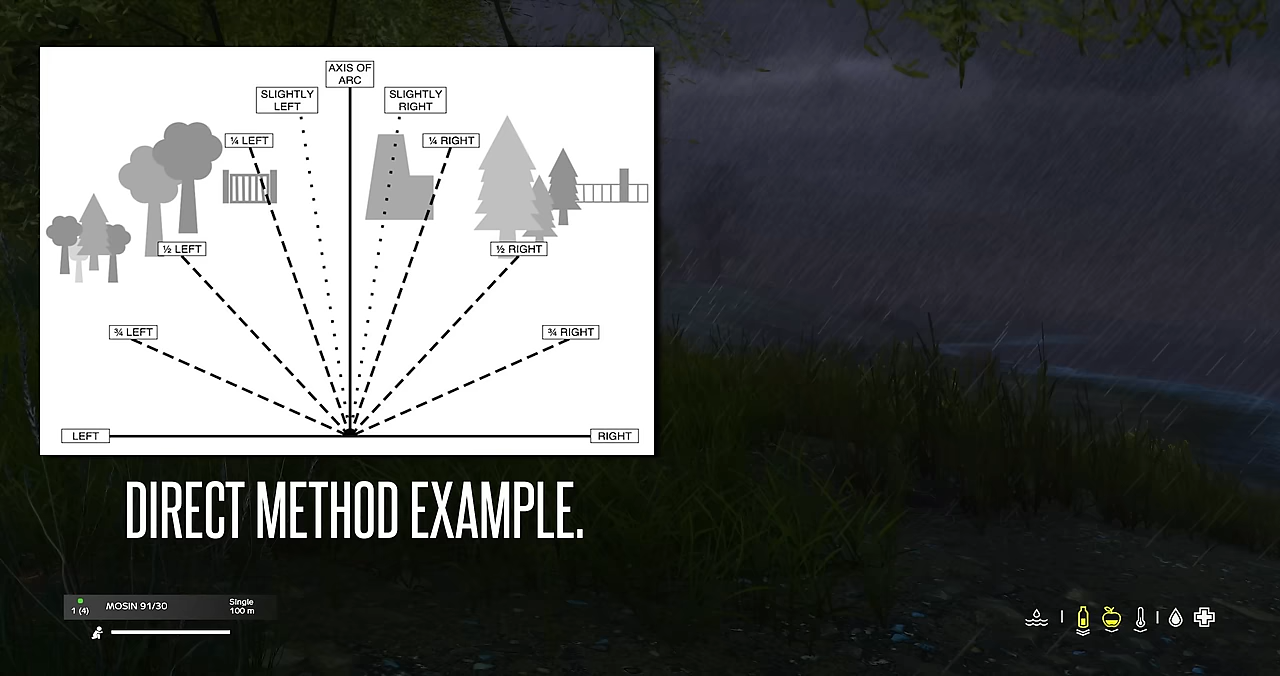 AXIS OF
ARC
SLIGHTLY
LEFT
SLIGHTLY
RIGHT
¼ LEFT
¼ RIGHT
½ LEFT
½ RIGHT
¾ LEFT
¾ RIGHT
LEFT
RIGHT
DIRECT METHOD EXAMPLE.
1 (4)
MOSIN 91/30
Single
100 m